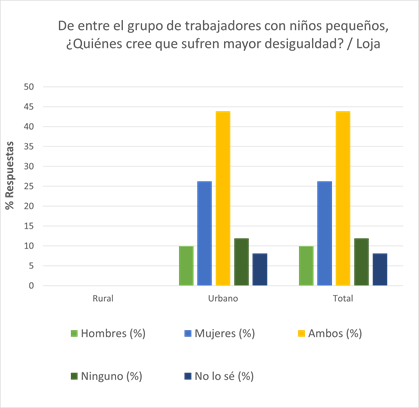 De entre el grupo de trabajadores con niños pequeños,
¿Quiénes cree que sufren mayor desigualdad? / Loja
% Respuestas
50
45
40
35
30
25
20
15
10
5
0
Rural Urbano Total
Hombres (%) Mujeres (%) Ambos (%)
Ninguno (%) No lo sé (%)